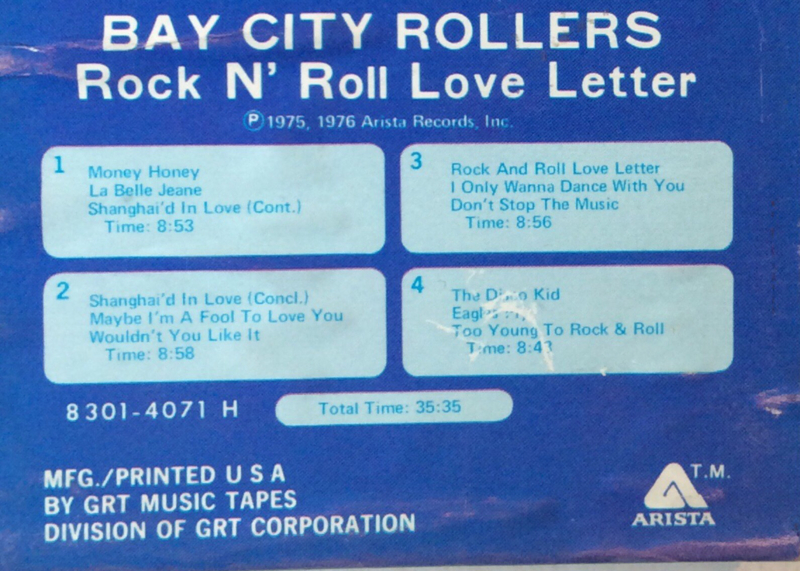 BAY CITY ROLLERS
Rock N' Roll Love Letter
℗ 1975, 1976 Arista Records, Inc.
1
Money Honey
La Belle Jeane
Shanghai'd In Love (Cont.)
Time: 8:53
2
Shanghai'd In Love (Concl.)
Maybe I'm A Fool To Love You
Wouldn't You Like It
Time: 8:58
3
Rock And Roll Love Letter
I Only Wanna Dance With You
Don't Stop The Music
Time: 8:56
4
The Disco Kid
Too Young To Rock & Roll
Time:
8301-4071 H
Total Time: 35:35
MFG./PRINTED U S A
BY GRT MUSIC TAPES
DIVISION OF GRT CORPORATION
T.M.
ARISTA